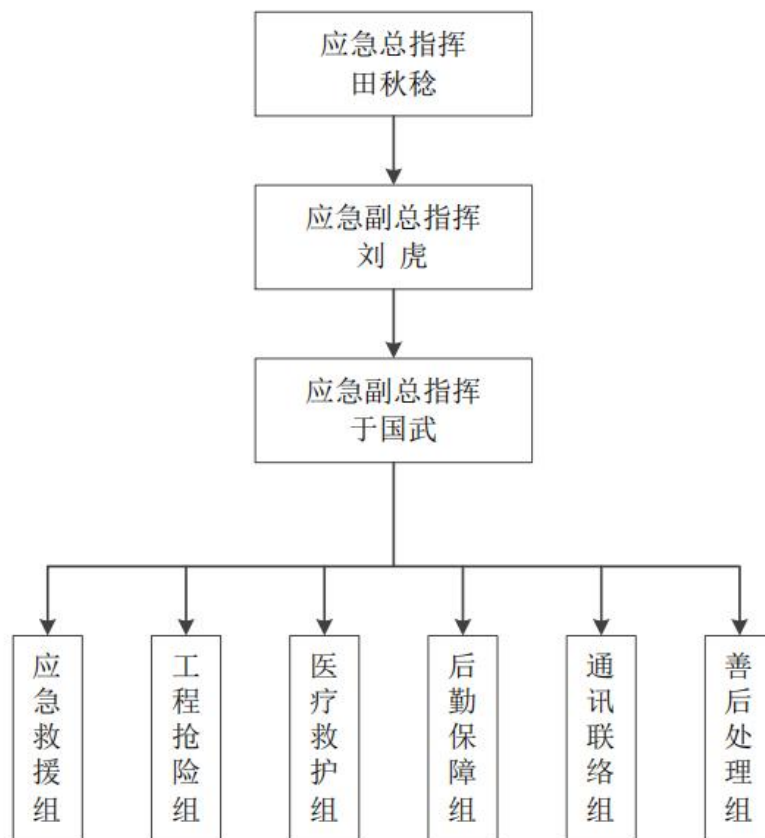 应急总指挥
田秋稔
应急副总指挥
刘 虎
应急副总指挥
于国武
应急救援组
工程抢险组
医疗救护组
后勤保障组
通讯联络组
善后处理组